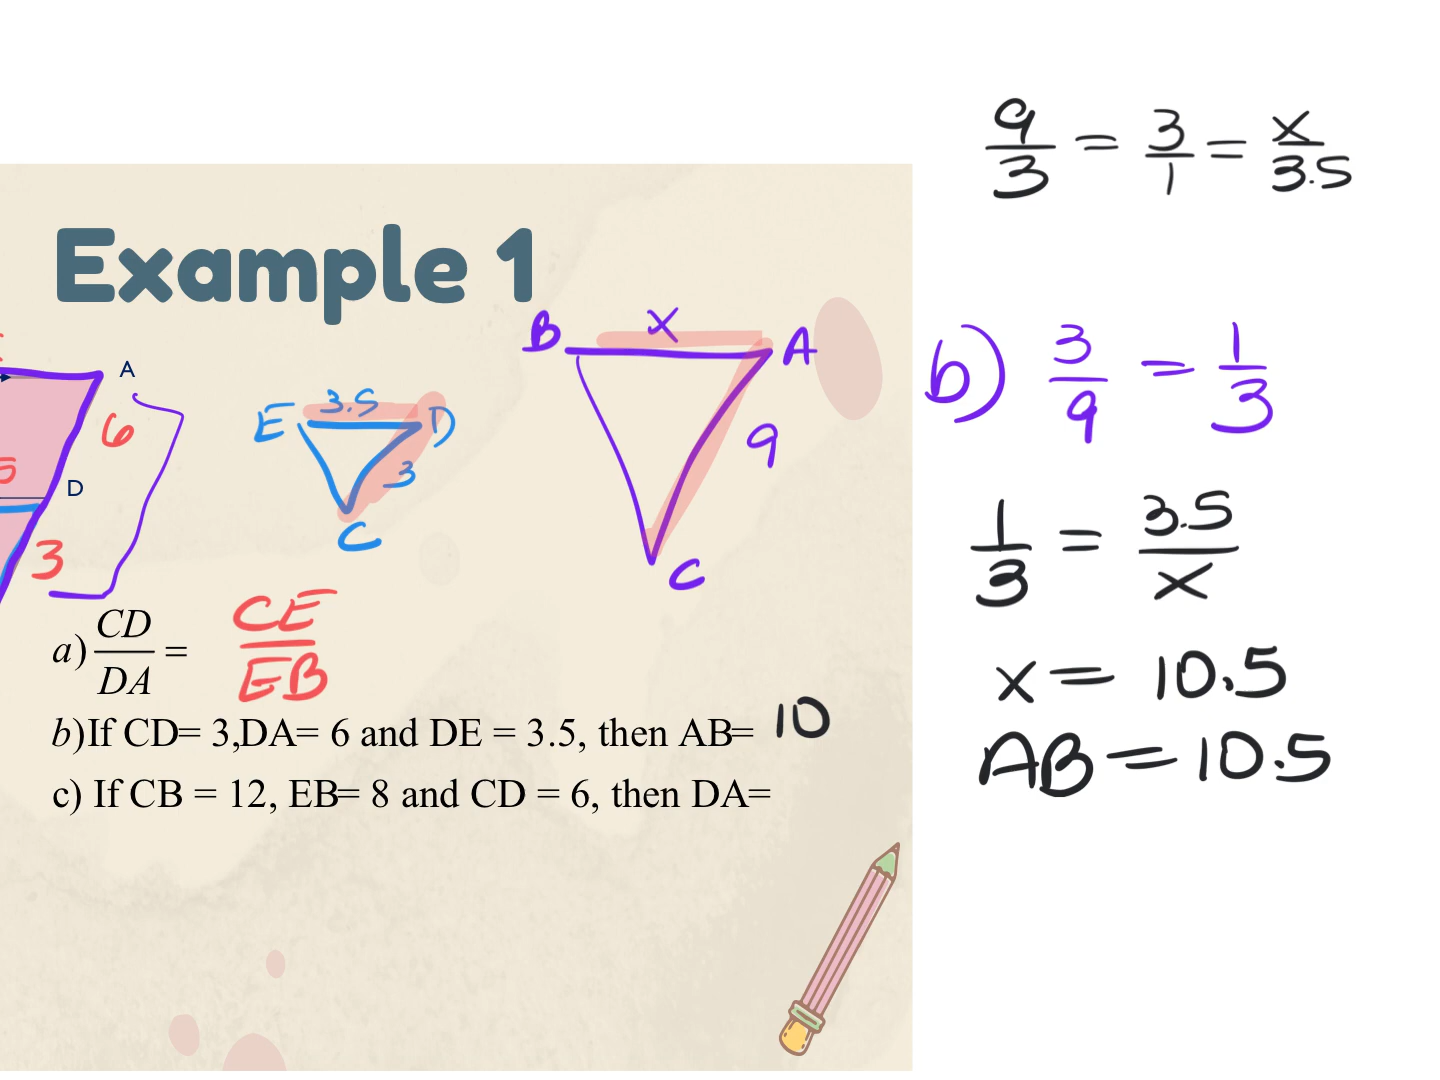 9/3 = 3/1 = x/3.5
Example 1
B x A
A
E 3.5 D
6
9
b) 3/9 = 1/3
5
D
3
C
3
C
1/3 = 3.5/x
a) CD/DA = CE/EB
x = 10.5
b)If CD= 3,DA= 6 and DE = 3.5, then AB= 10
AB = 10.5
c) If CB = 12, EB= 8 and CD = 6, then DA=